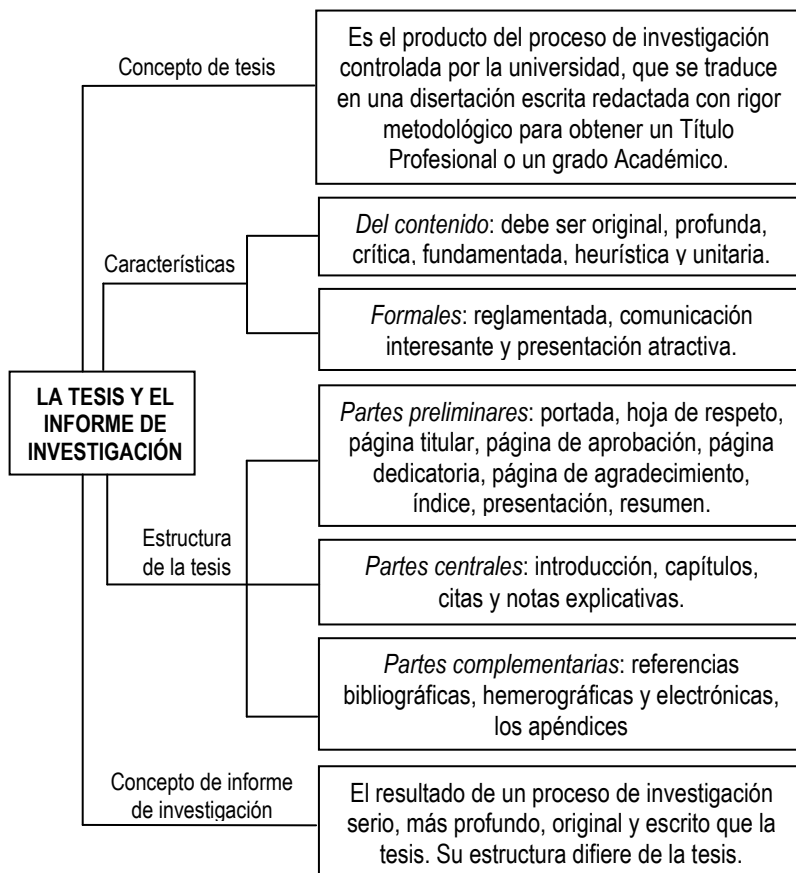 Concepto de tesis
Es el producto del proceso de investigación
controlada por la universidad, que se traduce
en una disertación escrita redactada con rigor
metodológico para obtener un Título
Profesional o un grado Académico.
Características
Del contenido: debe ser original, profunda,
crítica, fundamentada, heurística y unitaria.
Formales: reglamentada, comunicación
interesante y presentación atractiva.
LA TESIS Y EL
INFORME DE
INVESTIGACIÓN
Estructura
de la tesis
Partes preliminares: portada, hoja de respeto,
página titular, página de aprobación, página
dedicatoria, página de agradecimiento,
índice, presentación, resumen.
Partes centrales: introducción, capítulos,
citas y notas explicativas.
Partes complementarias: referencias
bibliográficas, hemerográficas y electrónicas,
los apéndices
Concepto de informe
de investigación
El resultado de un proceso de investigación
serio, más profundo, original y escrito que la
tesis. Su estructura difiere de la tesis.